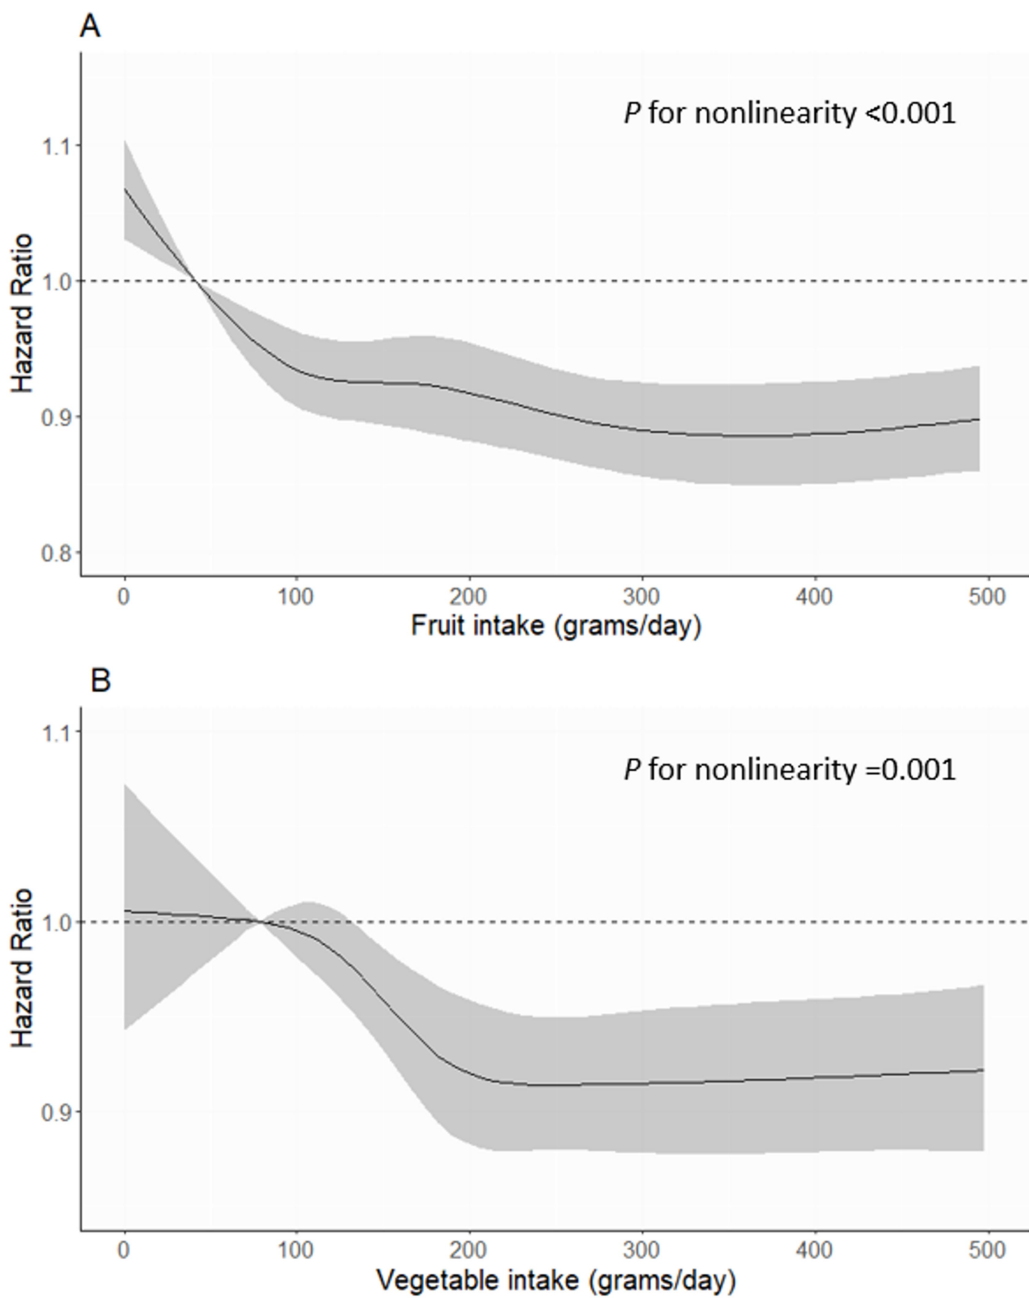 A
P for nonlinearity <0.001
Hazard Ratio
1.1
1.0
0.9
0.8
0 100 200 300 400 500
Fruit intake (grams/day)
B
P for nonlinearity =0.001
Hazard Ratio
1.1
1.0
0.9
0 100 200 300 400 500
Vegetable intake (grams/day)